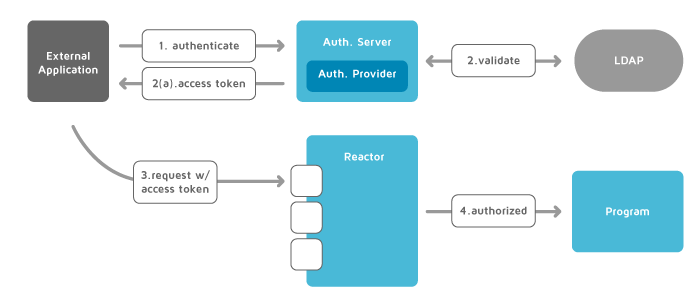 External
Application
1. authenticate
2(a).access token
Auth. Server
Auth. Provider
2.validate
LDAP
3.request w/
access token
Reactor
4.authorized
Program